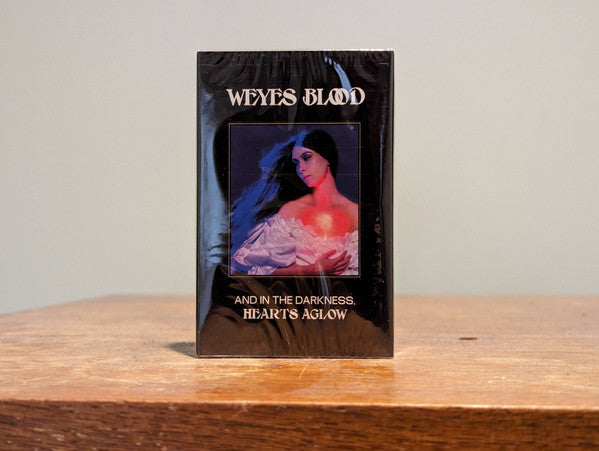 WEYES BLOOD
AND IN THE DARKNESS,
HEARTS AGLOW